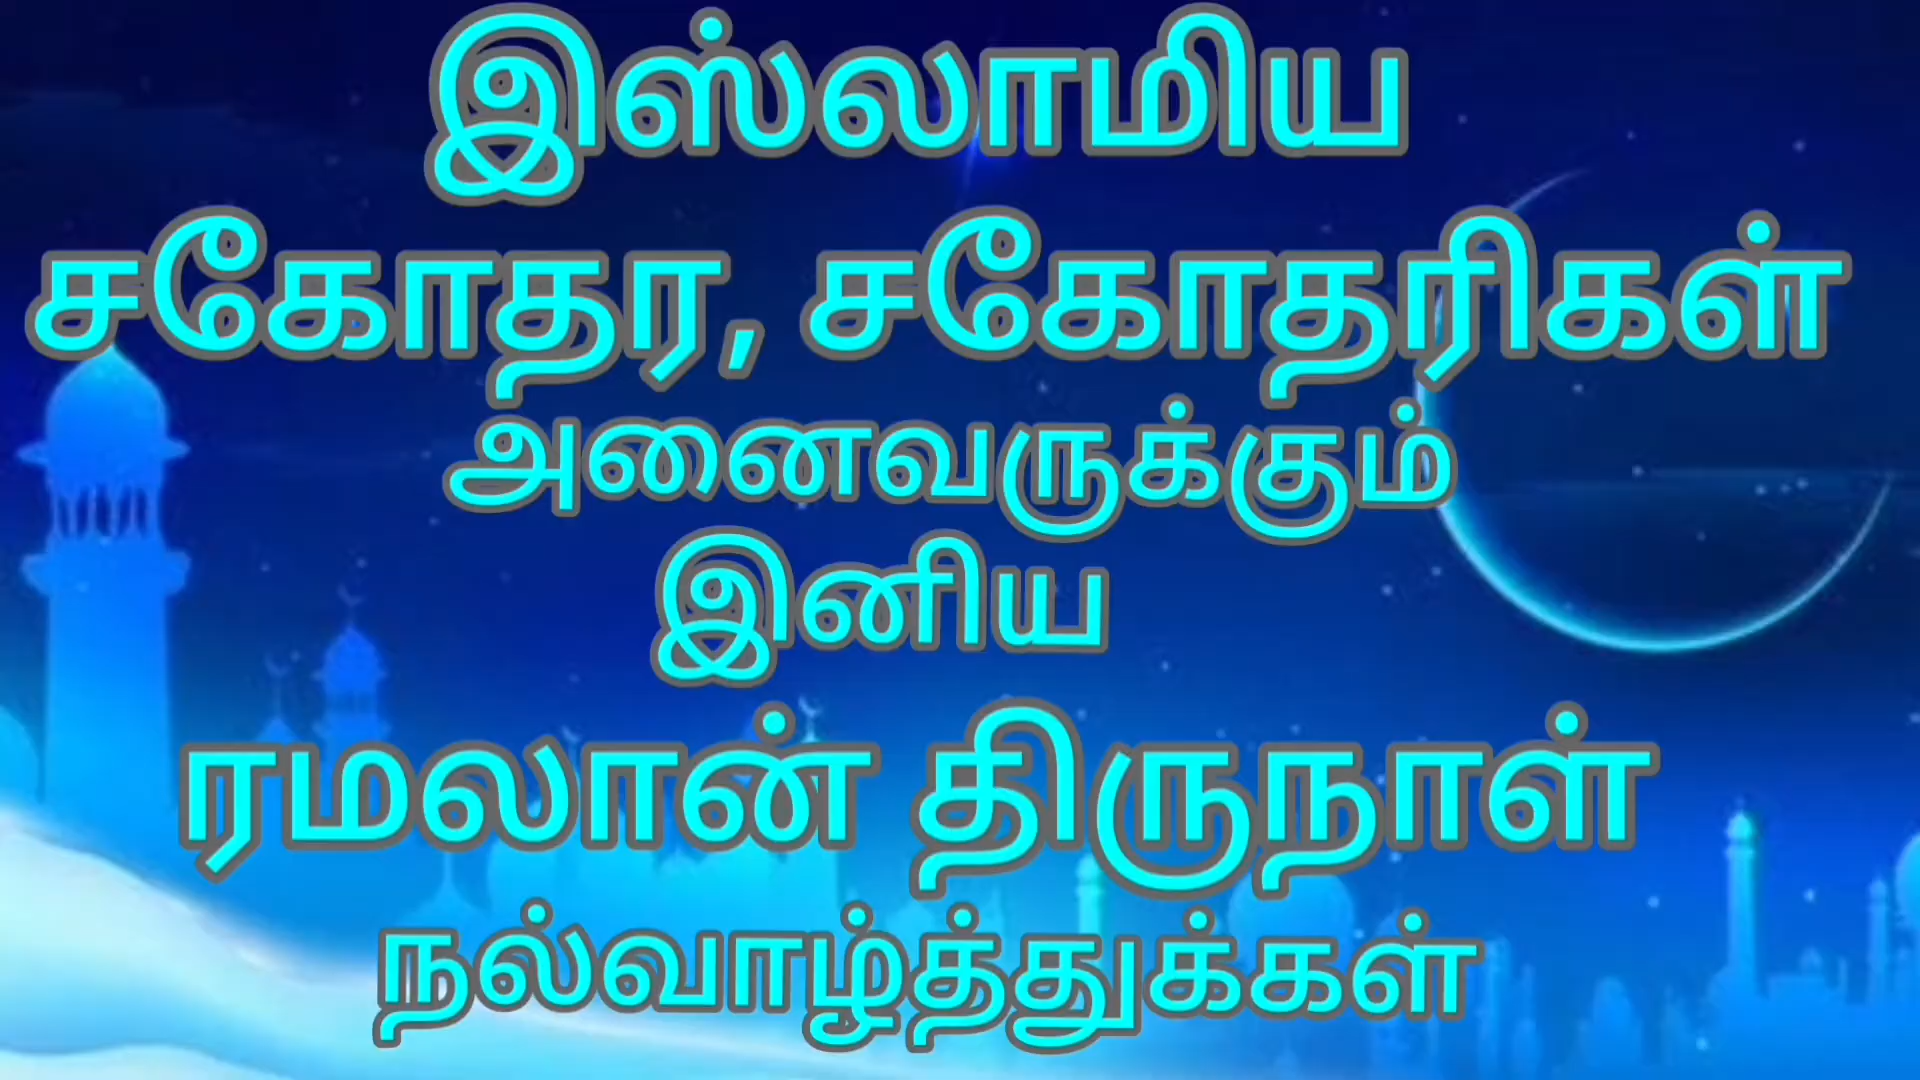 இஸ்லாமிய
சகோதர, சகோதரிகள்
அனைவருக்கும்
இனிய
ரமலான் திருநாள்
நல்வாழ்த்துக்கள்